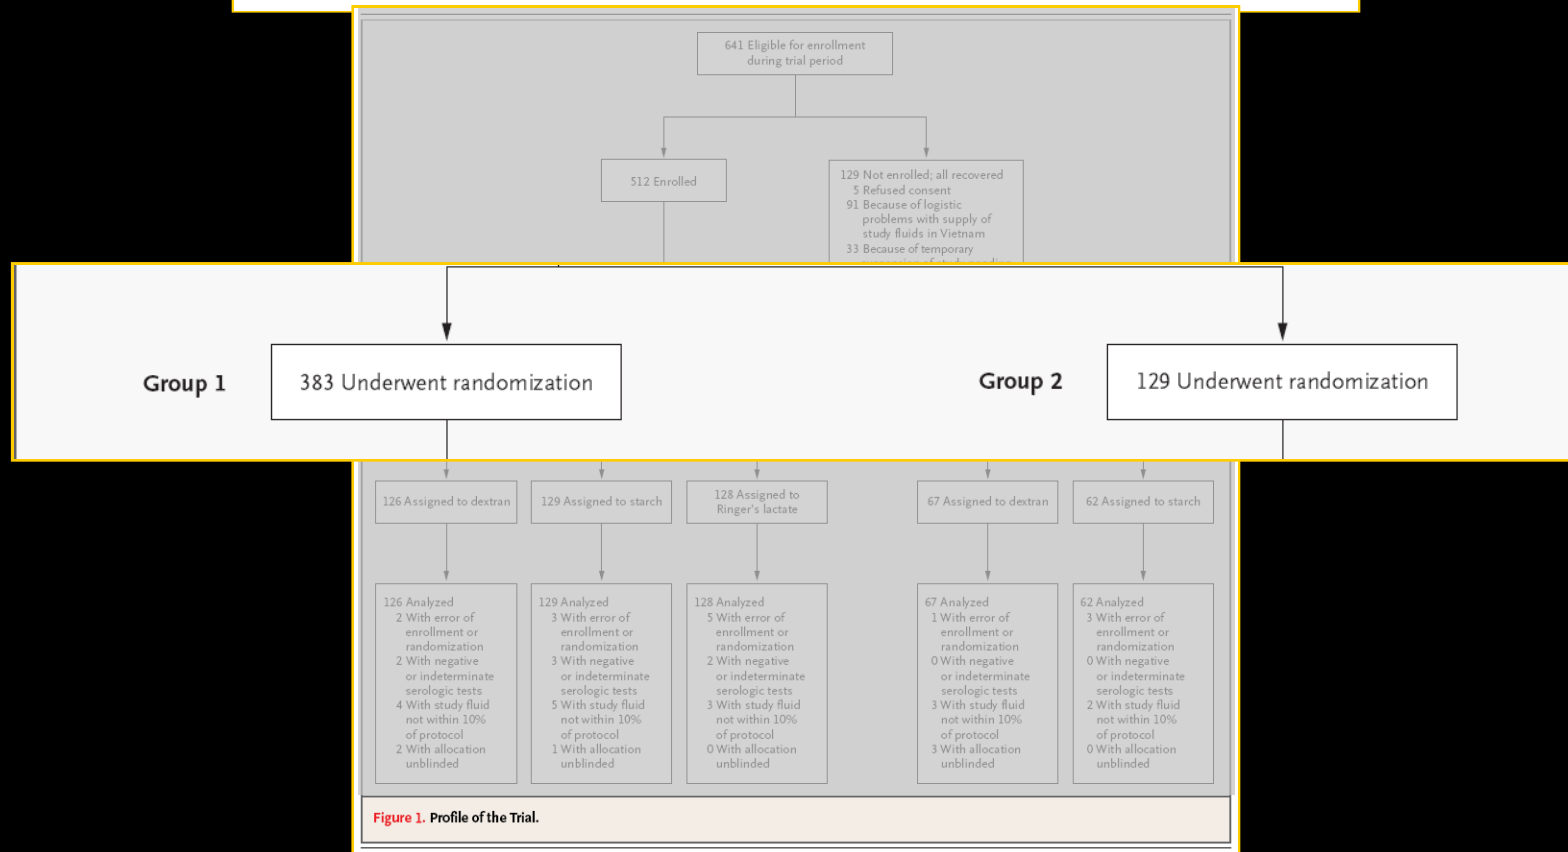 641 Eligible for enrollment
during trial period
512 Enrolled
129 Not enrolled; all recovered
5 Refused consent
91 Because of logistic
problems with supply of
study fluids in Vietnam
33 Because of temporary
Group 1
383 Underwent randomization
Group 2
129 Underwent randomization
126 Assigned to dextran
129 Assigned to starch
128 Assigned to
Ringer's lactate
67 Assigned to dextran
62 Assigned to starch
126 Analyzed
2 With error of
enrollment or
randomization
2 With negative
or indeterminate
serologic tests
4 With study fluid
not within 10%
of protocol
2 With allocation
unblinded
129 Analyzed
3 With error of
enrollment or
randomization
3 With negative
or indeterminate
serologic tests
5 With study fluid
not within 10%
of protocol
1 With allocation
unblinded
128 Analyzed
5 With error of
enrollment or
randomization
2 With negative
or indeterminate
serologic tests
3 With study fluid
not within 10%
of protocol
0 With allocation
unblinded
67 Analyzed
1 With error of
enrollment or
randomization
0 With negative
or indeterminate
serologic tests
3 With study fluid
not within 10%
of protocol
3 With allocation
unblinded
62 Analyzed
3 With error of
enrollment or
randomization
0 With negative
or indeterminate
serologic tests
2 With study fluid
not within 10%
of protocol
0 With allocation
unblinded
Figure 1. Profile of the Trial.